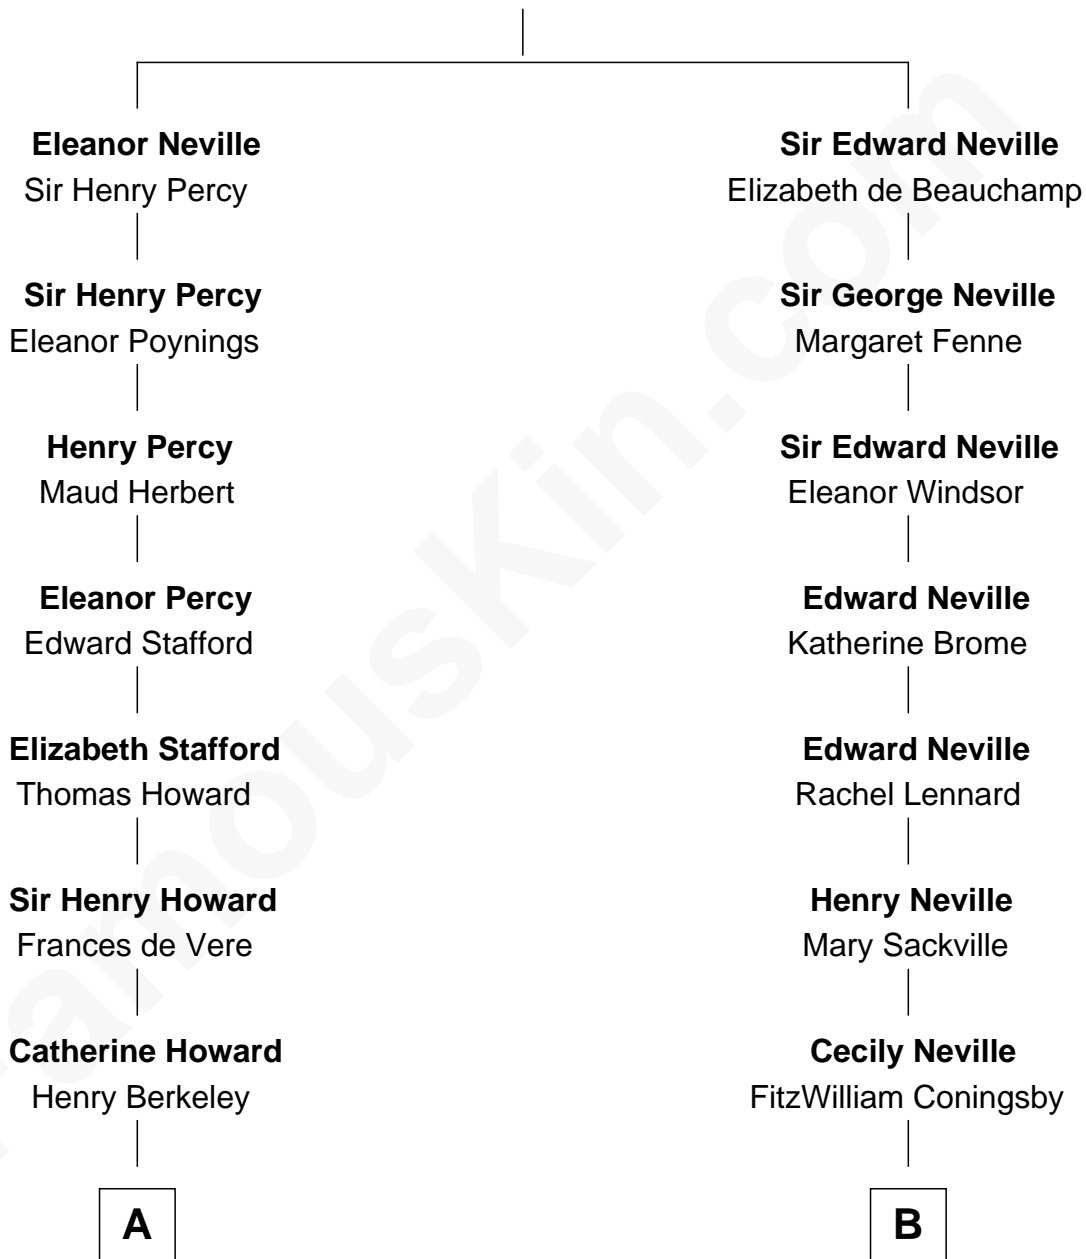 Eleanor Neville
Sir Henry Percy
Sir Henry Percy
Eleanor Poynings
Henry Percy
Maud Herbert
Eleanor Percy
Edward Stafford
Elizabeth Stafford
Thomas Howard
Sir Henry Howard
Frances de Vere
Catherine Howard
Henry Berkeley
A
Sir Edward Neville
Elizabeth de Beauchamp
Sir George Neville
Margaret Fenne
Sir Edward Neville
Eleanor Windsor
Edward Neville
Katherine Brome
Edward Neville
Rachel Lennard
Henry Neville
Mary Sackville
Cecily Neville
FitzWilliam Coningsby
B
FamousKin.com